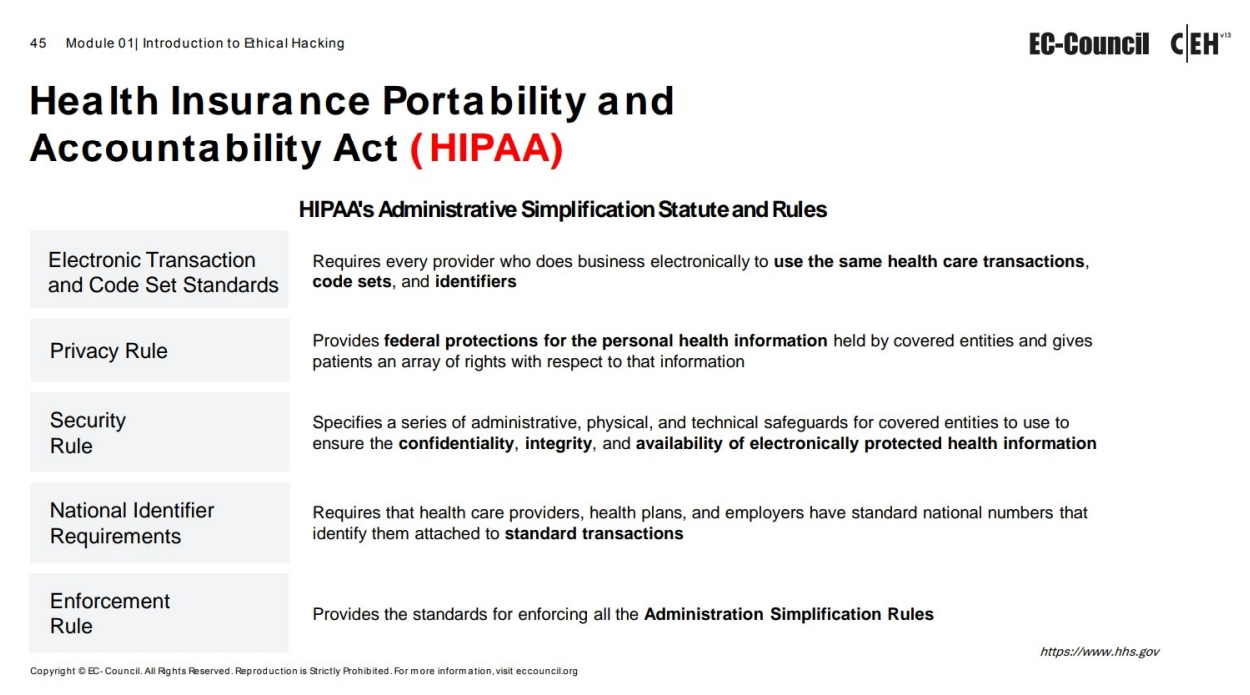 45 Module 01| Introduction to Ethical Hacking
EC-Council C|EH v13
Health Insurance Portability and
Accountability Act (HIPAA)
HIPAA's Administrative Simplification Statute and Rules
Electronic Transaction
and Code Set Standards
Requires every provider who does business electronically to use the same health care transactions,
code sets, and identifiers
Privacy Rule
Provides federal protections for the personal health information held by covered entities and gives
patients an array of rights with respect to that information
Security
Rule
Specifies a series of administrative, physical, and technical safeguards for covered entities to use to
ensure the confidentiality, integrity, and availability of electronically protected health information
National Identifier
Requirements
Requires that health care providers, health plans, and employers have standard national numbers that
identify them attached to standard transactions
Enforcement
Rule
Provides the standards for enforcing all the Administration Simplification Rules
https://www.hhs.gov
Copyright © EC-Council. All Rights Reserved. Reproduction is Strictly Prohibited. For more information, visit eccouncil.org